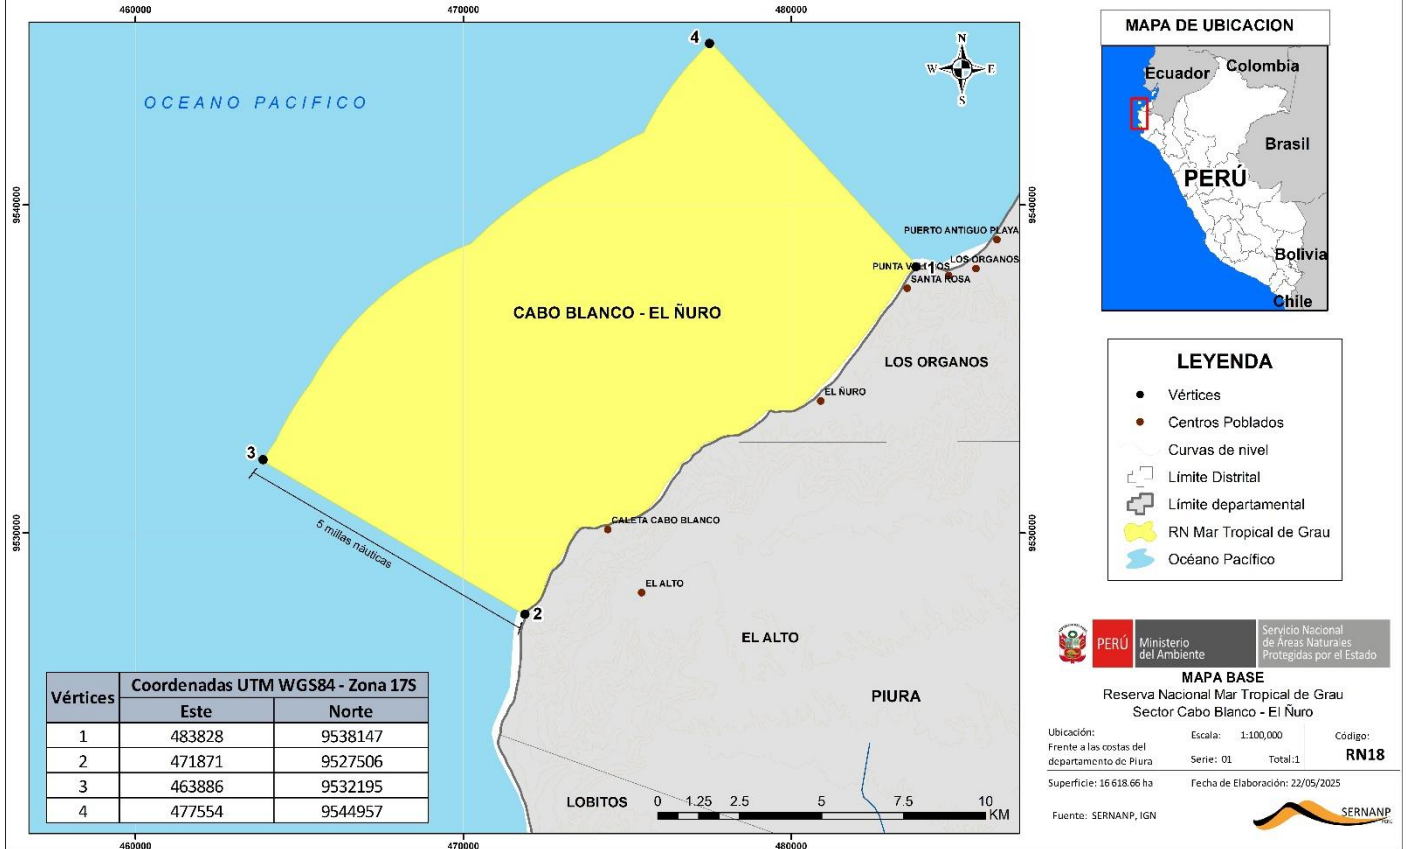 460000
470000
480000
4
N
W
E
S
OCEANO PACIFICO
9540000
9540000
PUERTO ANTIGUO PLAYA
LOS ORGANOS
1
SANTA ROSA
CABO BLANCO - EL ÑURO
LOS ORGANOS
EL ÑURO
3
5 millas náuticas
CALETA CABO BLANCO
9530000
9530000
EL ALTO
2
EL ALTO
PIURA
LOBITOS
Vértices
Coordenadas UTM WGS84 - Zona 17S
Este
Norte
1 483828 9538147
2 471871 9527506
3 463886 9532195
4 477554 9544957
0 1.25 2.5 5 7.5 10
KM
460000
470000
480000
MAPA DE UBICACION
Ecuador
Colombia
Brasil
PERÚ
Bolivia
Chile
LEYENDA
Vértices
Centros Poblados
Curvas de nivel
Límite Distrital
Límite departamental
RN Mar Tropical de Grau
Océano Pacífico
PERÚ
Ministerio
del Ambiente
Servicio Nacional
de Áreas Naturales
Protegidas por el Estado
MAPA BASE
Reserva Nacional Mar Tropical de Grau
Sector Cabo Blanco - El Ñuro
Ubicación:
Frente a las costas del
departamento de Piura
Escala: 1:100,000
Serie: 01 Total:1
Código:
RN18
Superficie: 16 618.66 ha
Fecha de Elaboración: 22/05/2025
Fuente: SERNANP, IGN
SERNANP